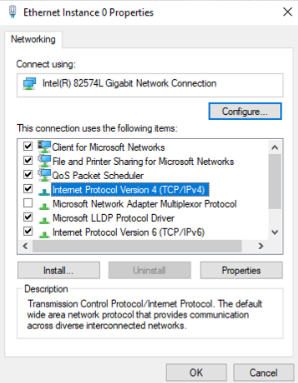 Ethernet Instance 0 Properties
Networking
Connect using:
Intel(R) 82574L Gigabit Network Connection
Configure...
This connection uses the following items:
Client for Microsoft Networks
File and Printer Sharing for Microsoft Networks
QoS Packet Scheduler
Internet Protocol Version 4 (TCP/IPv4)
Microsoft Network Adapter Multiplexor Protocol
Microsoft LLDP Protocol Driver
Internet Protocol Version 6 (TCP/IPv6)
Install...
Uninstall
Properties
Description
Transmission Control Protocol/Internet Protocol. The default
wide area network protocol that provides communication
across diverse interconnected networks.
OK
Cancel